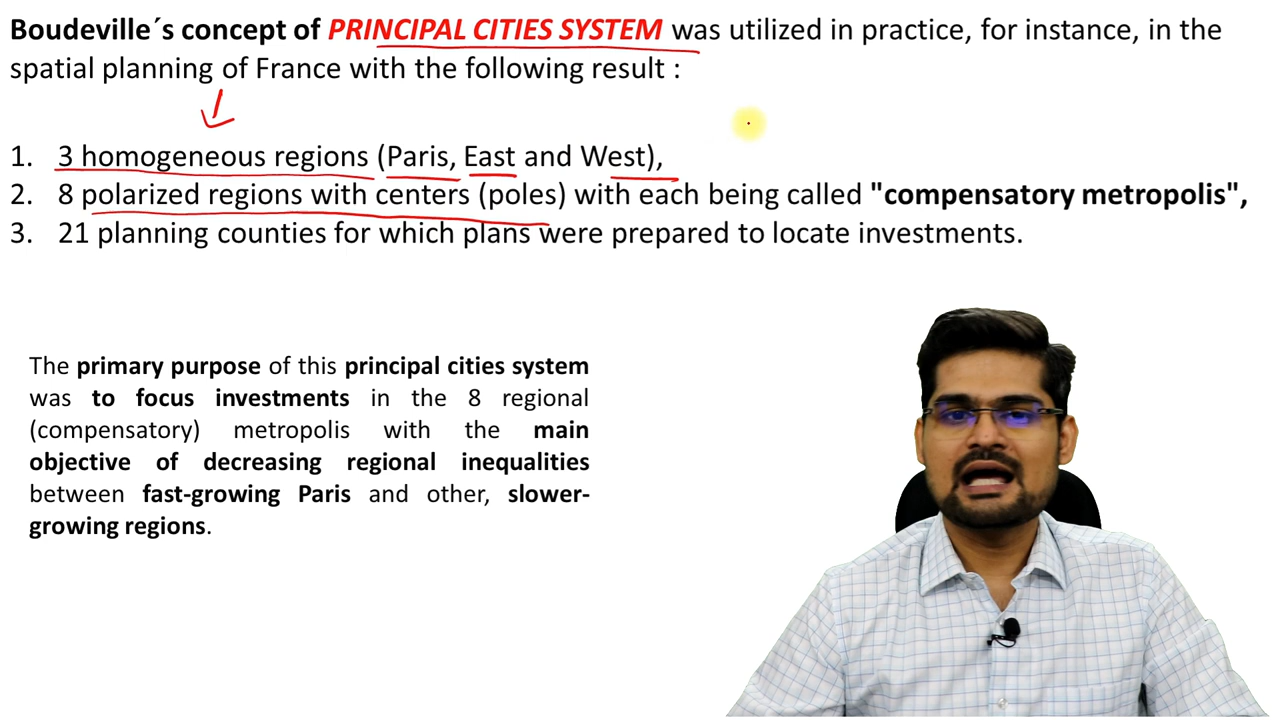 Boudeville´s concept of PRINCIPAL CITIES SYSTEM was utilized in practice, for instance, in the
spatial planning of France with the following result :
1. 3 homogeneous regions (Paris, East and West),
2. 8 polarized regions with centers (poles) with each being called "compensatory metropolis",
3. 21 planning counties for which plans were prepared to locate investments.
The primary purpose of this principal cities system
was to focus investments in the 8 regional
(compensatory) metropolis with the main
objective of decreasing regional inequalities
between fast-growing Paris and other, slower-
growing regions.